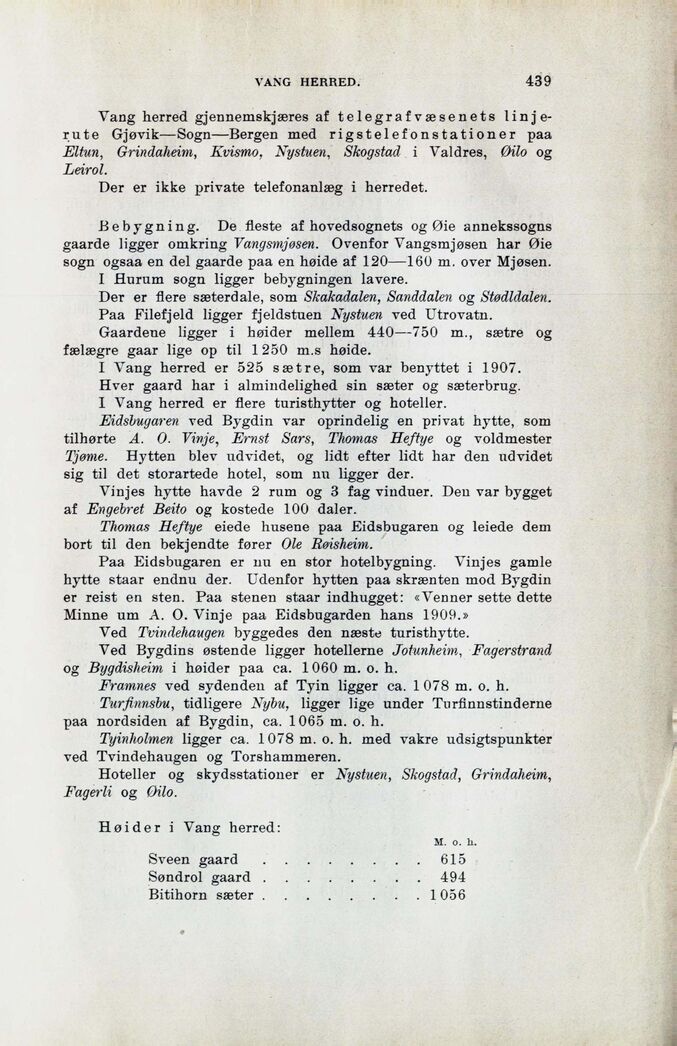 VANG HERRED. 439
Vang herred gjennemskjæres af telegrafvæsenets linje-
rute Gjøvik—Sogn—Bergen med rigstelefonstationer paa
Eltun, Grindaheim, Kvismo, Nystuen, Skogstad i Valdres, Øilo og
Leirol.
Der er ikke private telefonanlæg i herredet.
Bebygning. De fleste af hovedsognets og Øie annekssogns
gaarde ligger omkring Vangsmjøsen. Ovenfor Vangsmjøsen har Øie
sogn ogsaa en del gaarde paa en høide af 120—160 m. over Mjøsen.
I Hurum sogn ligger bebygningen lavere.
Der er flere sæterdale, som Skakadalen, Sanddalen og Stødldalen.
Paa Filefjeld ligger fjeldstuen Nystuen ved Utrovatn.
Gaardene ligger i høider mellem 440—750 m., sætre og
fælægre gaar lige op til 1250 m.s høide.
I Vang herred er 525 sætre, som var benyttet i 1907.
Hver gaard har i almindelighed sin sæter og sæterbrug.
I Vang herred er flere turisthytter og hoteller.
Eidsbugaren ved Bygdin var oprindelig en privat hytte, som
tilhørte A. O. Vinje, Ernst Sars, Thomas Heftye og voldmester
Tjøme. Hytten blev udvidet, og lidt efter lidt har den udvidet
sig til det storartede hotel, som nu ligger der.
Vinjes hytte havde 2 rum og 3 fag vinduer. Den var bygget
af Engebret Beito og kostede 100 daler.
Thomas Heftye eiede husene paa Eidsbugaren og leiede dem
bort til den bekjendte fører Ole Røisheim.
Paa Eidsbugaren er nu en stor hotelbygning. Vinjes gamle
hytte staar endnu der. Udenfor hytten paa skrænten mod Bygdin
er reist en sten. Paa stenen staar indhugget: «Venner sette dette
Minne um A. O. Vinje paa Eidsbugarden hans 1909.»
Ved Tvindehaugen byggedes den næste turisthytte.
Ved Bygdins østende ligger hotellerne Jotunheim, Fagerstrand
og Bygdisheim i høider paa ca. 1060 m. o. h.
Framnes ved sydenden af Tyin ligger ca. 1078 m. o. h.
Turfinnsbu, tidligere Nybu, ligger lige under Turfinnstinderne
paa nordsiden af Bygdin, ca. 1065 m. o. h.
Tyinholmen ligger ca. 1078 m. o. h. med vakre udsigtspunkter
ved Tvindehaugen og Torshammeren.
Hoteller og skydsstationer er Nystuen, Skogstad, Grindaheim,
Fagerli og Øilo.
Høider i Vang herred:
M. o. h.
Sveen gaard . . . . . . . . 615
Søndrol gaard . . . . . . . . 494
Bitihorn sæter . . . . . . . . 1056